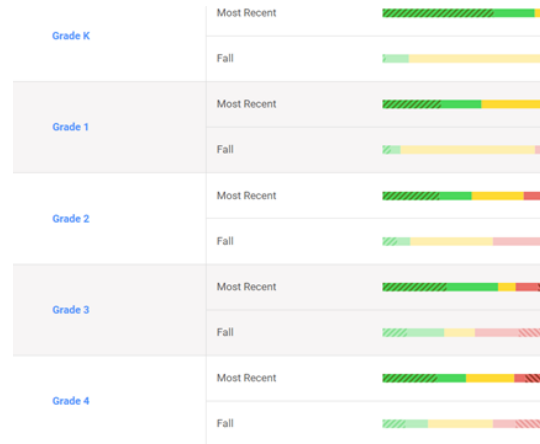 Most Recent
Grade K
Fall
Most Recent
Grade 1
Fall
Most Recent
Grade 2
Fall
Most Recent
Grade 3
Fall
Most Recent
Grade 4
Fall